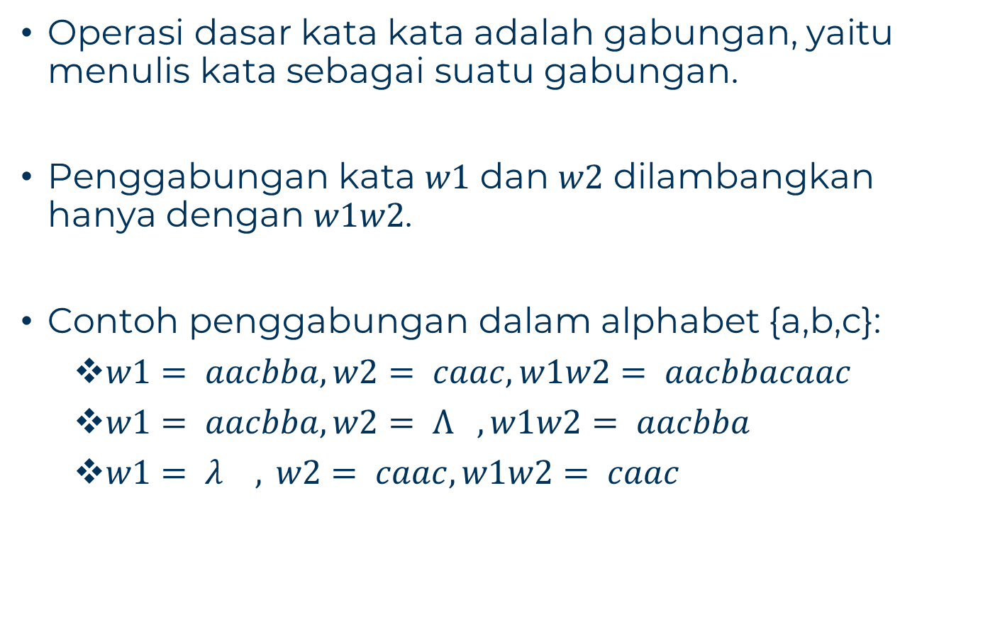 • Operasi dasar kata kata adalah gabungan, yaitu
menulis kata sebagai suatu gabungan.
• Penggabungan kata w1 dan w2 dilambangkan
hanya dengan w1w2.
• Contoh penggabungan dalam alphabet {a,b,c}:
❖w1 = aacbba, w2 = caac, w1w2 = aacbbacaac
❖w1 = aacbba, w2 = Λ , w1w2 = aacbba
❖w1 = λ , w2 = caac, w1w2 = caac